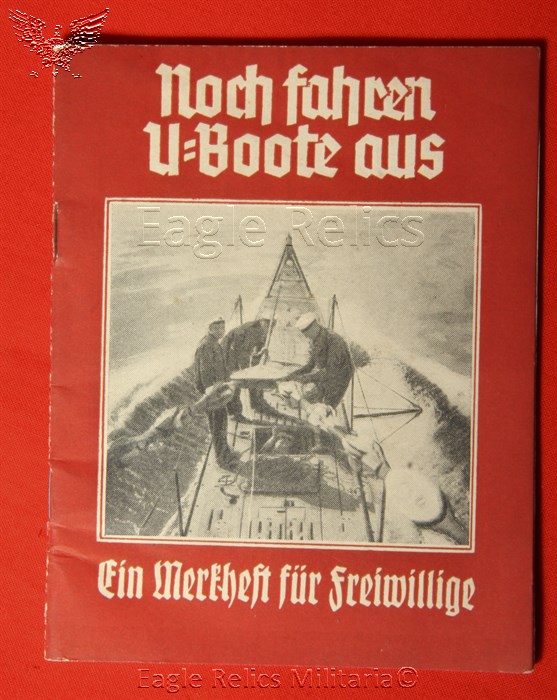 Noch fahren
U=Boote aus
Eagle Relics
Ein Merkheft für Freiwillige
Eagle Relics Militaria©